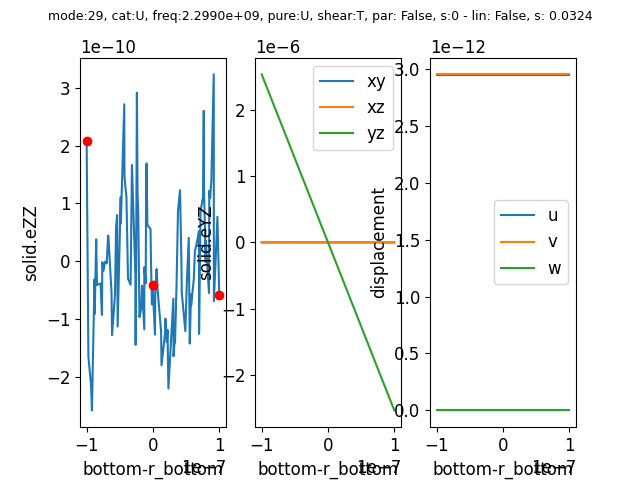 mode:29, cat:U, freq:2.2990e+09, pure:U, shear:T, par: False, s:0 - lin: False, s: 0.0324
1e−10
3
2
1
0
−1
−2
solid.eZZ
−1
0
1
1e−7
bottom-r_bottom
1e−6
2
1
0
−1
−2
solid.eYZ
xy
xz
yz
−1
0
1
1e−7
bottom-r_bottom
1e−12
3.0
2.5
2.0
1.5
1.0
0.5
0.0
displacement
u
v
w
−1
0
1
1e−7
bottom-r_bottom